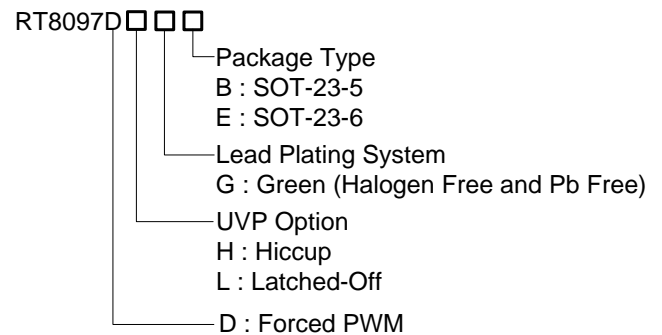 RT8097D□□□
Package Type
B : SOT-23-5
E : SOT-23-6
Lead Plating System
G : Green (Halogen Free and Pb Free)
UVP Option
H : Hiccup
L : Latched-Off
D : Forced PWM